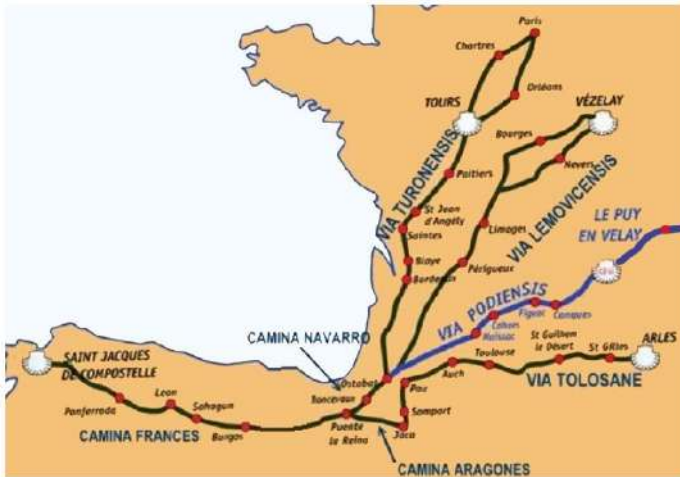 Paris
Chartres
Orléans
TOURS
VÉZELAY
Bourges
Nevers
Poitiers
VIA TURONENSIS
St Jean
d'Angély
Saintes
VIA LEMOVICENSIS
Limoges
LE PUY
EN VELAY
Blaye
Périgueux
Bordeaux
VIA PODIENSIS
Figeac
Conques
Cahors
Moissac
CAMINA NAVARRO
SAINT JACQUES
DE COMPOSTELLE
Ostabat
Roncevaux
Pau
Auch
Toulouse
St Guilhem
le Désert
St Gilles
ARLES
VIA TOLOSANE
Ponferrada
Leon
Sahagun
Burgos
Puente
la Reina
Somport
Jaca
CAMINA FRANCES
CAMINA ARAGONES